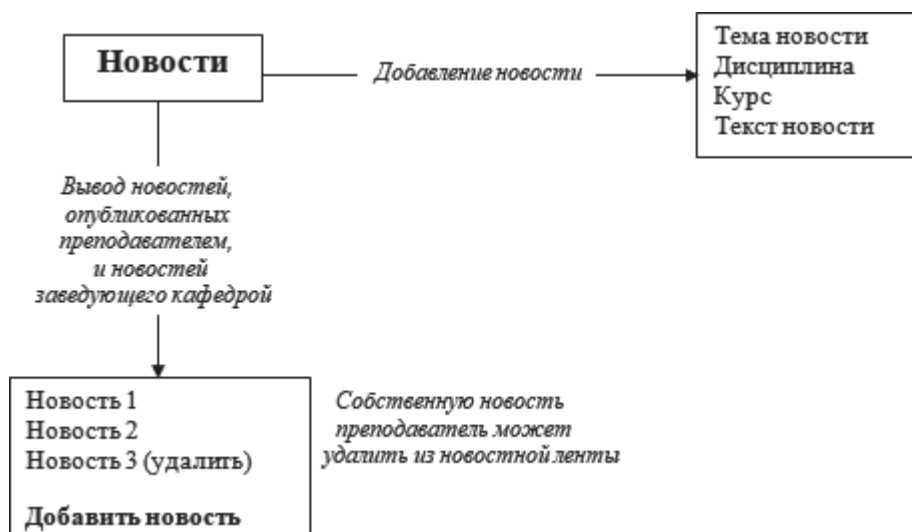 Новости
Добавление новости
Тема новости
Дисциплина
Курс
Текст новости
Вывод новостей,
опубликованных
преподавателем,
и новостей
заведующего кафедрой
Новость 1
Новость 2
Новость 3 (удалить)
Добавить новость
Собственную новость
преподаватель может
удалить из новостной ленты